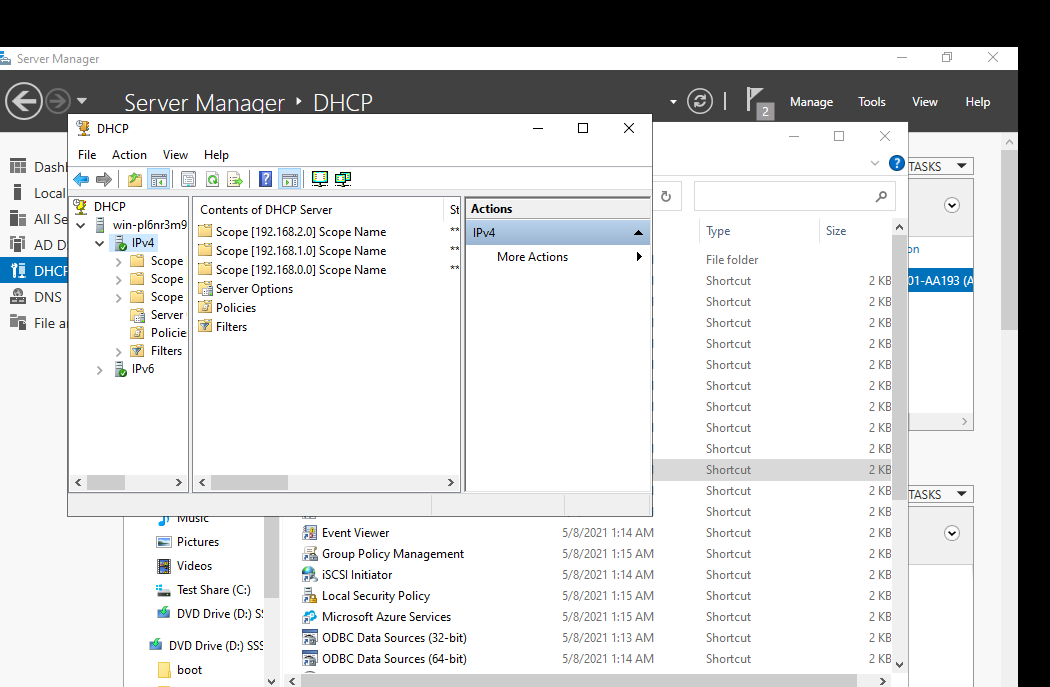 Server Manager
Server Manager ‣ DHCP
2
Manage Tools View Help
DHCP
File Action View Help
Dash
Local
All Se
AD D
DHCP
DNS
File a
DHCP
win-pl6nr3m9
IPv4
Scope
Scope
Scope
Server
Policie
Filters
IPv6
Contents of DHCP Server St
Scope [192.168.2.0] Scope Name **
Scope [192.168.1.0] Scope Name **
Scope [192.168.0.0] Scope Name **
Server Options
Policies
Filters
Actions
IPv4
More Actions
Type Size
File folder
Shortcut 2 KB
Shortcut 2 KB
Shortcut 2 KB
Shortcut 2 KB
Shortcut 2 KB
Shortcut 2 KB
Shortcut 2 KB
Shortcut 2 KB
Shortcut 2 KB
Shortcut 2 KB
Shortcut 2 KB
Shortcut 2 KB
TASKS
on
01-AA193 (A
TASKS
Music
Pictures
Videos
Test Share (C:)
DVD Drive (D:) SS
DVD Drive (D:) SSS
boot
Event Viewer 5/8/2021 1:14 AM Shortcut 2 KB
Group Policy Management 5/8/2021 1:15 AM Shortcut 2 KB
iSCSI Initiator 5/8/2021 1:14 AM Shortcut 2 KB
Local Security Policy 5/8/2021 1:15 AM Shortcut 2 KB
Microsoft Azure Services 5/8/2021 1:15 AM Shortcut 2 KB
ODBC Data Sources (32-bit) 5/8/2021 1:13 AM Shortcut 2 KB
ODBC Data Sources (64-bit) 5/8/2021 1:14 AM Shortcut 2 KB